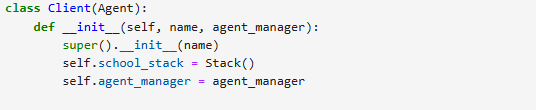 class Client(Agent):
    def __init__(self, name, agent_manager):
        super().__init__(name)
        self.school_stack = Stack()
        self.agent_manager = agent_manager